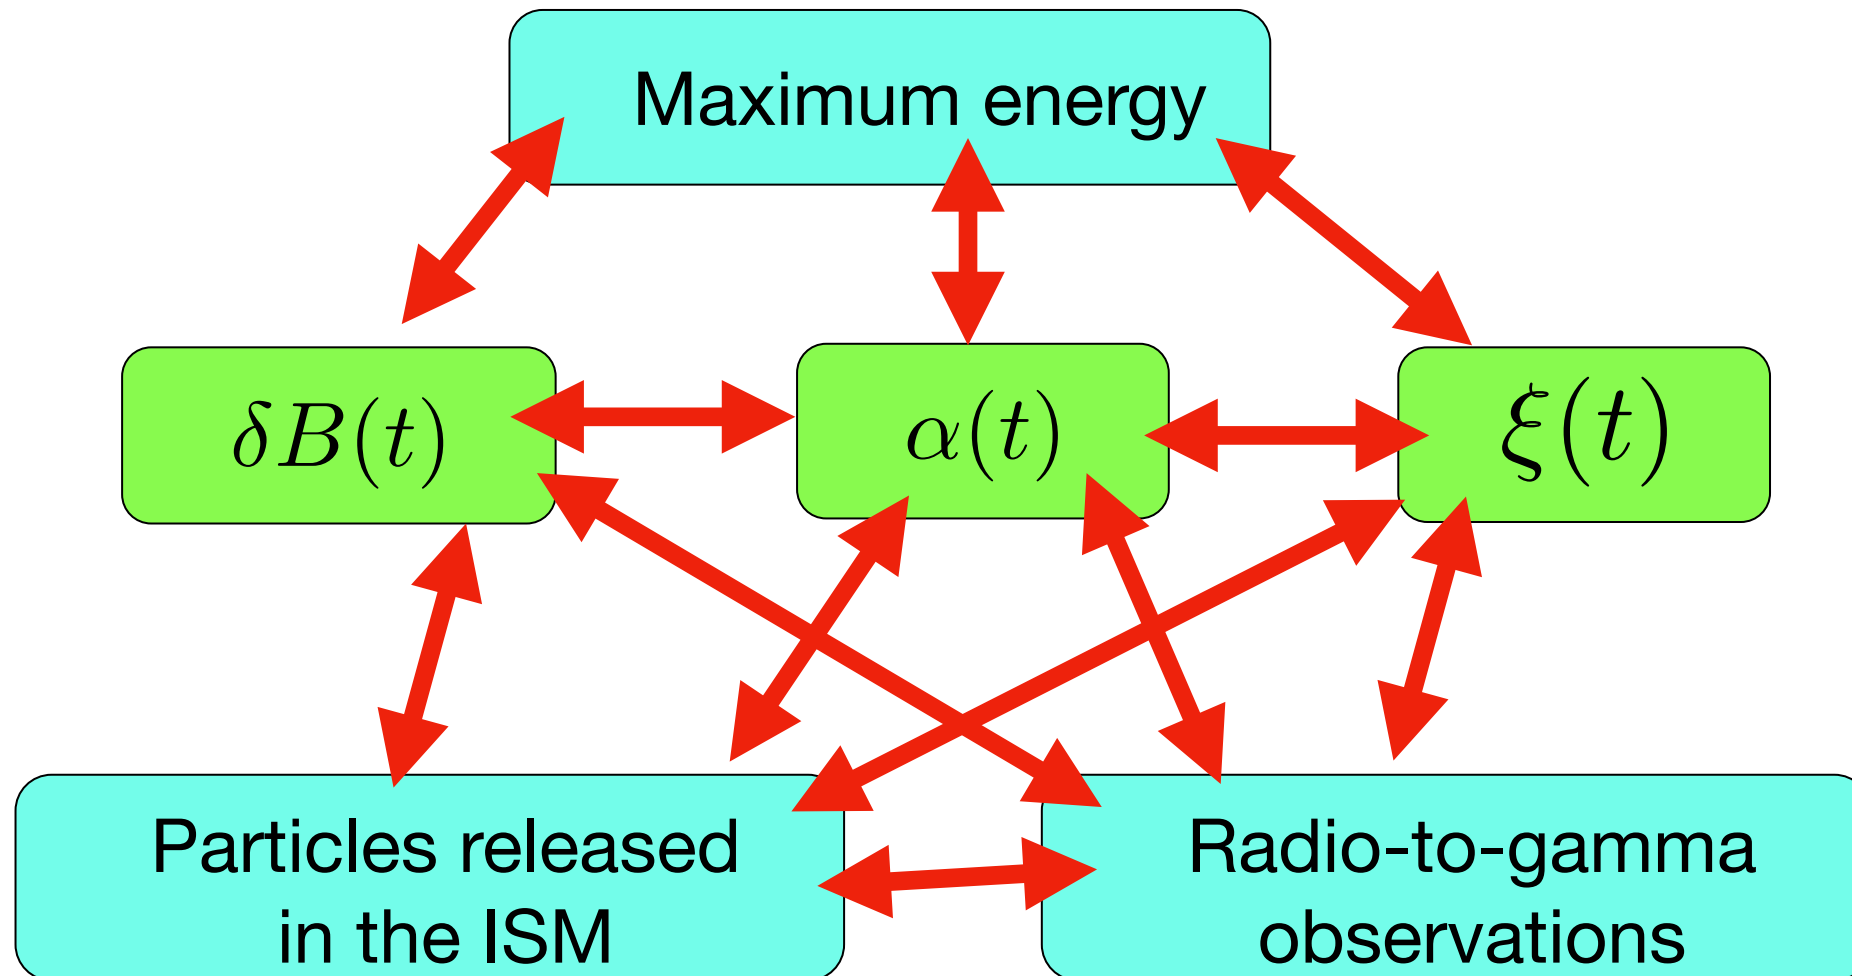 Maximum energy
δB(t)
α(t)
ξ(t)
Particles released
in the ISM
Radio-to-gamma
observations